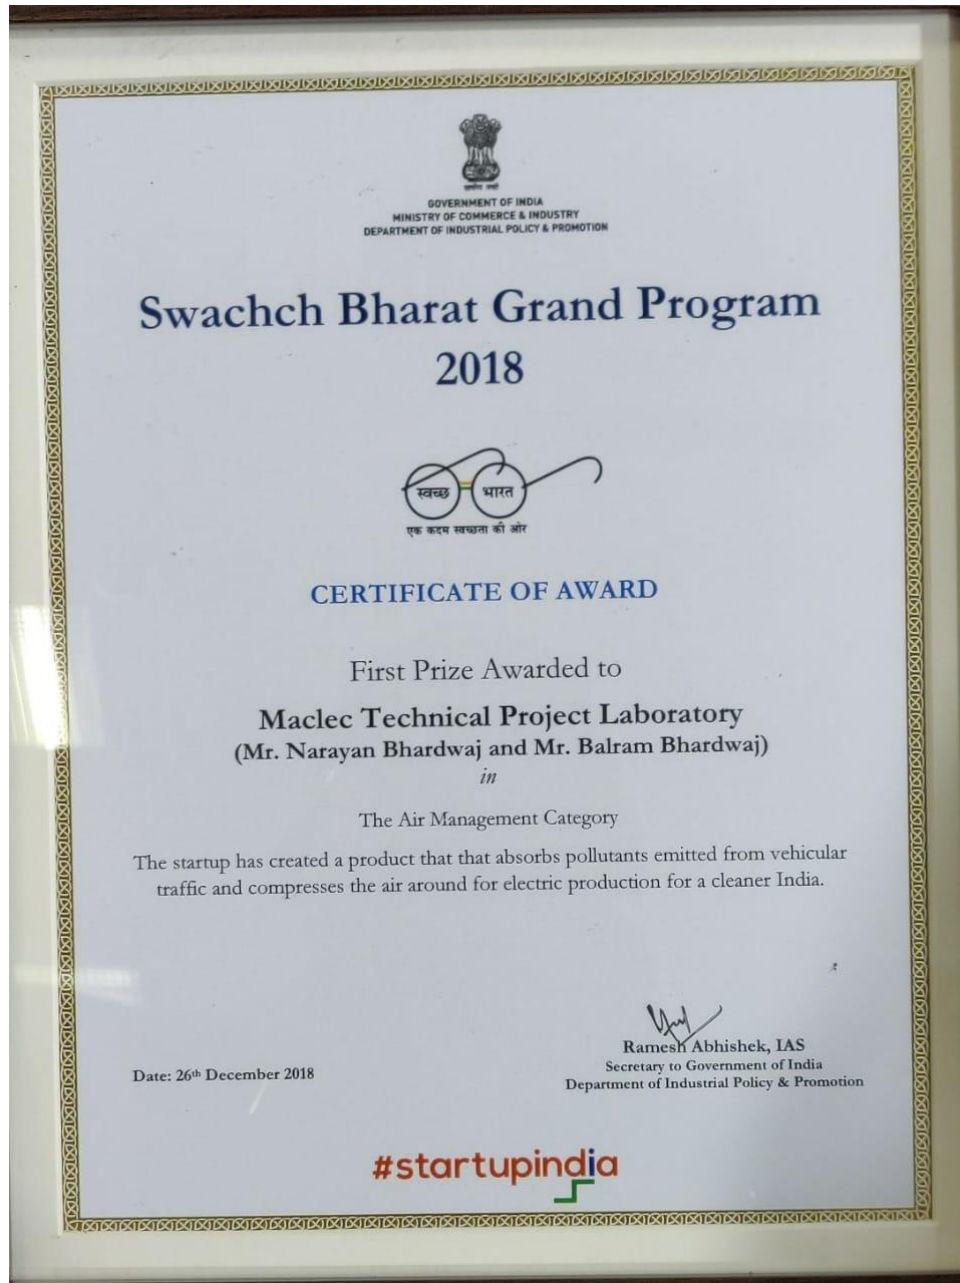 सत्यमेव जयते
GOVERNMENT OF INDIA
MINISTRY OF COMMERCE & INDUSTRY
DEPARTMENT OF INDUSTRIAL POLICY & PROMOTION
Swachch Bharat Grand Program
2018
स्वच्छ भारत
एक कदम स्वच्छता की ओर
CERTIFICATE OF AWARD
First Prize Awarded to
Maclec Technical Project Laboratory
(Mr. Narayan Bhardwaj and Mr. Balram Bhardwaj)
in
The Air Management Category
The startup has created a product that that absorbs pollutants emitted from vehicular
traffic and compresses the air around for electric production for a cleaner India.
Ramesh Abhishek, IAS
Secretary to Government of India
Department of Industrial Policy & Promotion
Date: 26th December 2018
#startupindia